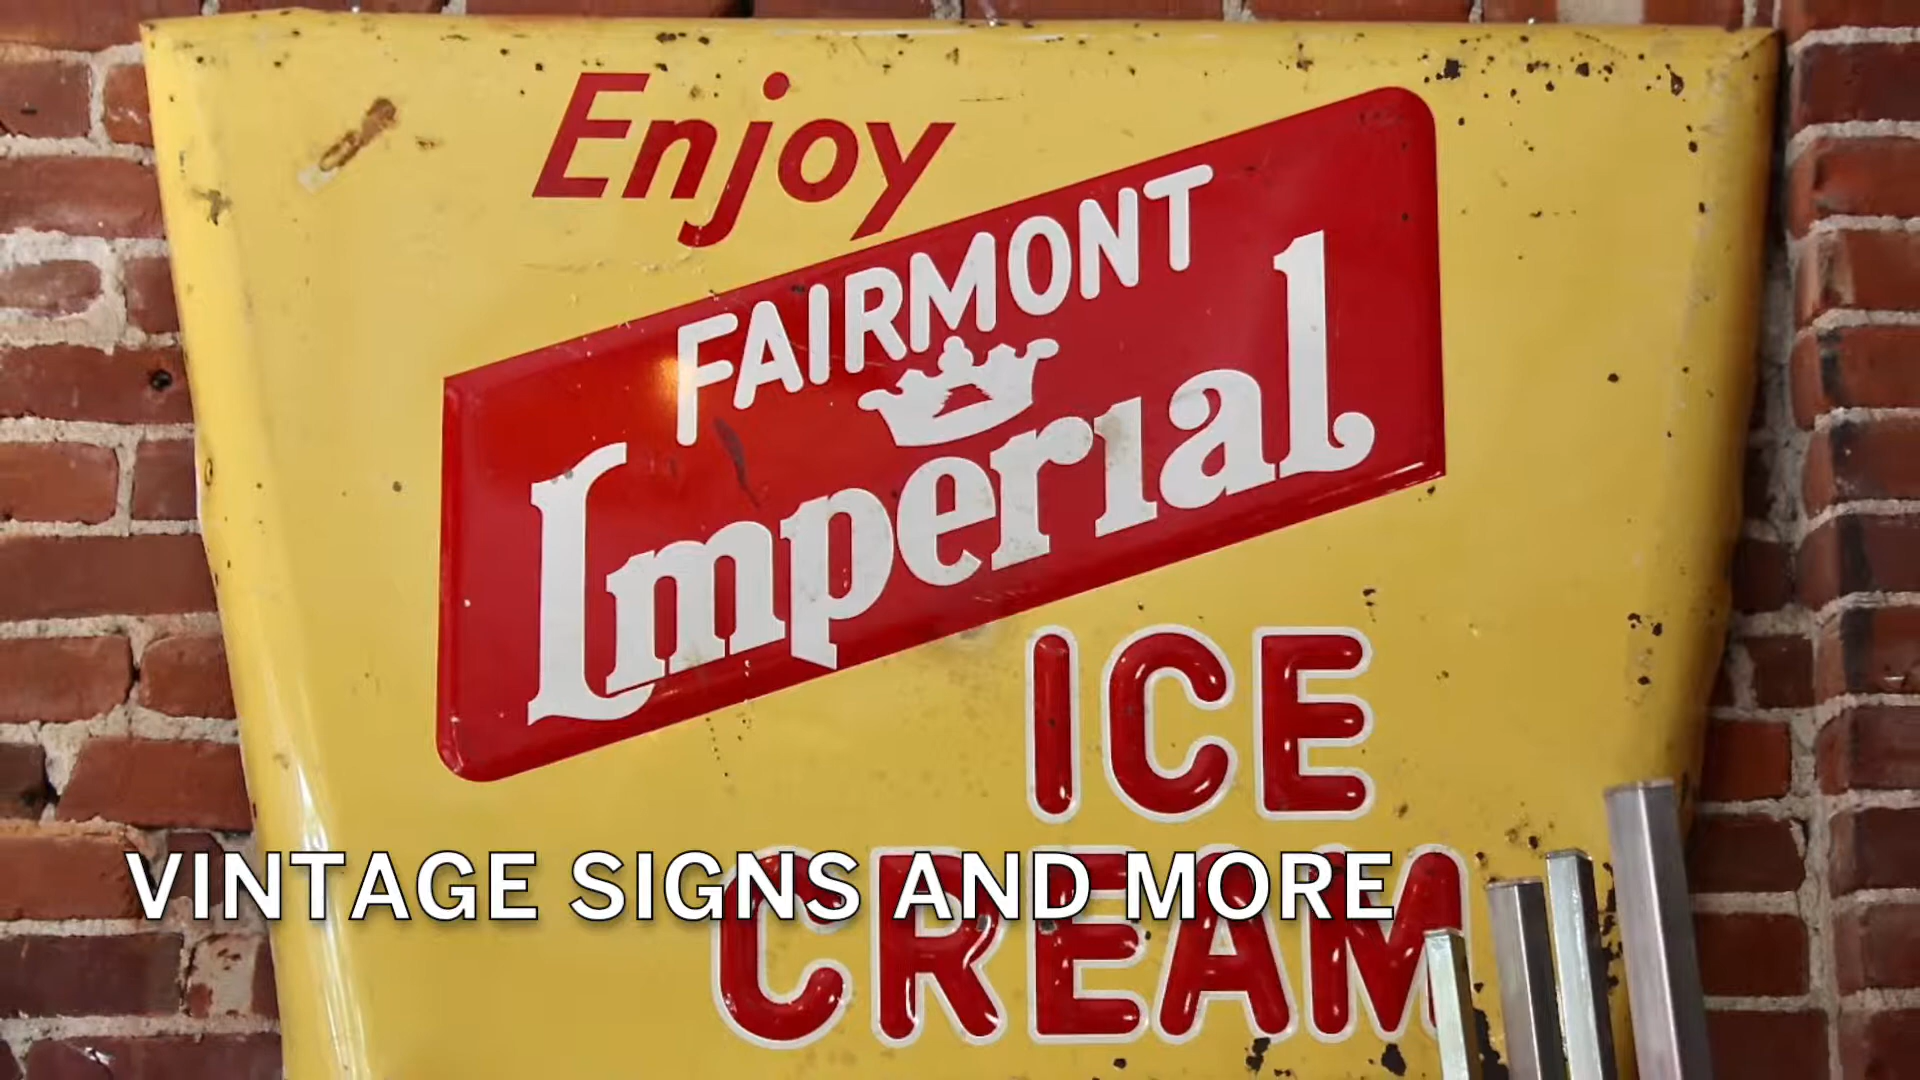 Enjoy
FAIRMONT
Imperial
ICE
CREAM
VINTAGE SIGNS AND MORE